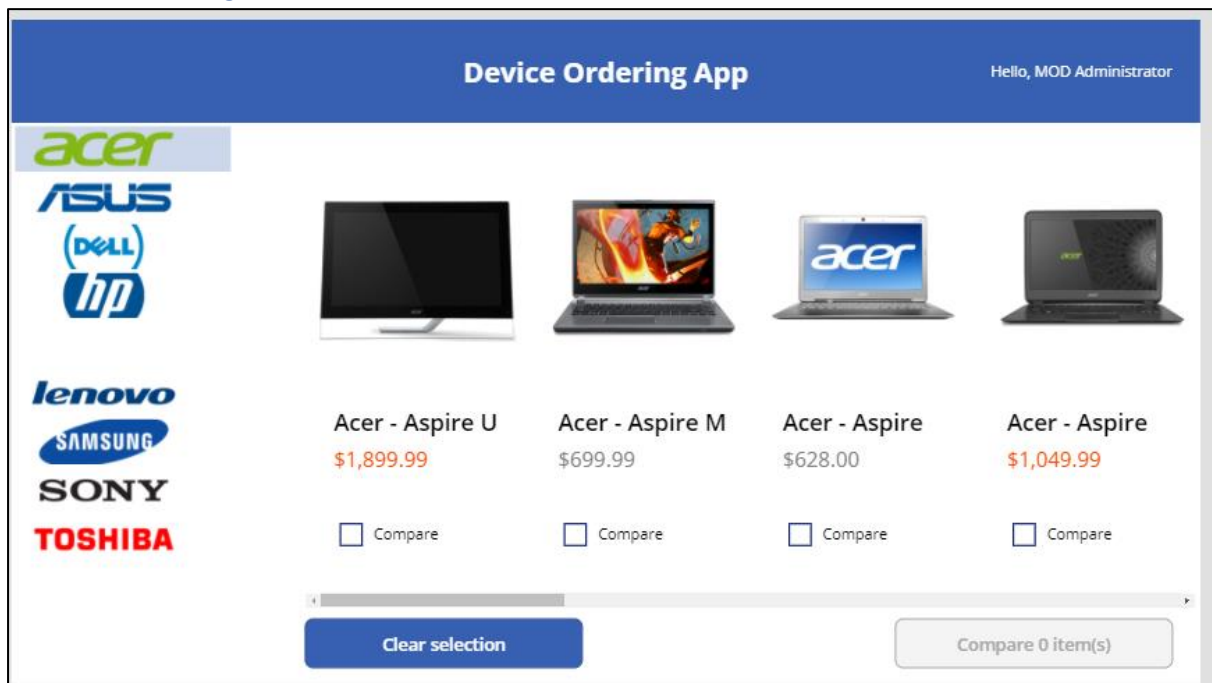 Device Ordering App
Hello, MOD Administrator
acer
ASUS
DELL
hp
lenovo
SAMSUNG
SONY
TOSHIBA
acer
acer
Acer - Aspire U
Acer - Aspire M
Acer - Aspire
Acer - Aspire
$1,899.99
$699.99
$628.00
$1,049.99
Compare
Compare
Compare
Compare
Clear selection
Compare 0 item(s)